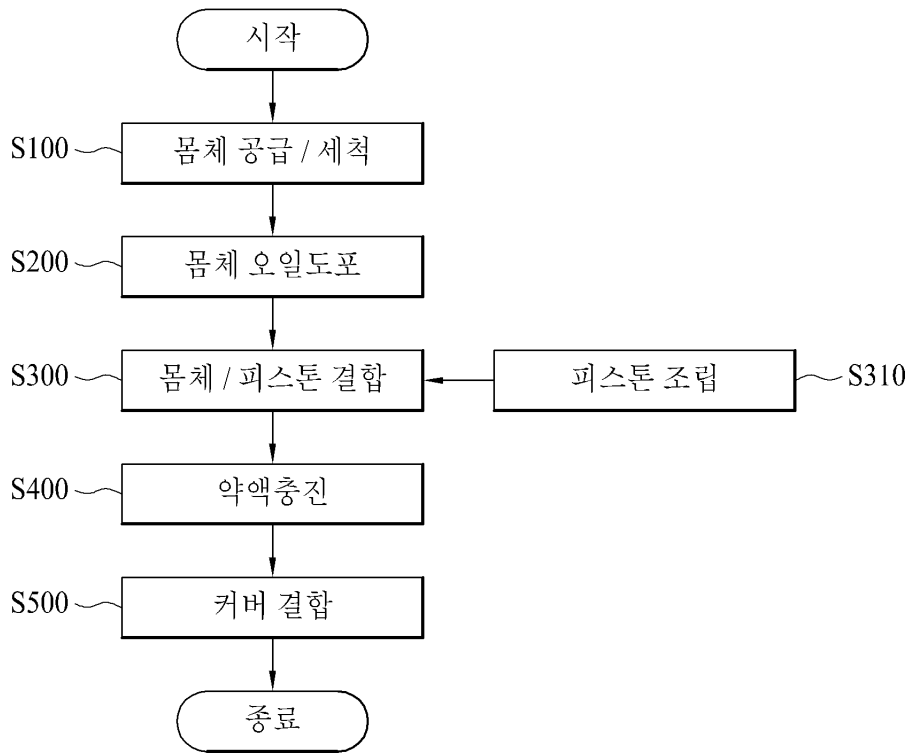 시작
S100 몸체 공급 / 세척
S200 몸체 오일도포
S300 몸체 / 피스톤 결합 피스톤 조립 S310
S400 약액충진
S500 커버 결합
종료